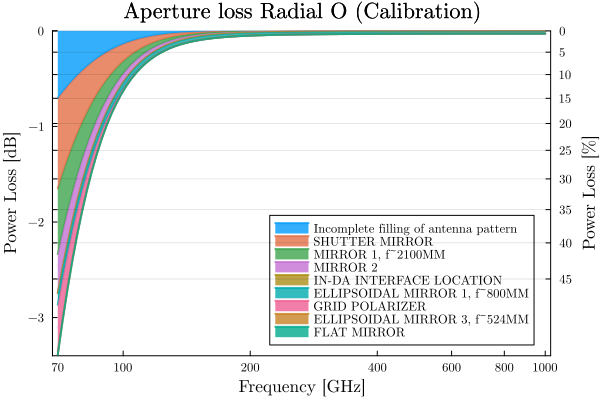 Aperture loss Radial O (Calibration)
Power Loss [dB]
0
−1
−2
−3
0
5
10
15
20
25
30
35
40
45
Power Loss [%]
Incomplete filling of antenna pattern
SHUTTER MIRROR
MIRROR 1, f~2100MM
MIRROR 2
IN-DA INTERFACE LOCATION
ELLIPSOIDAL MIRROR 1, f~800MM
GRID POLARIZER
ELLIPSOIDAL MIRROR 3, f~524MM
FLAT MIRROR
70 100 200 400 600 800 1000
Frequency [GHz]